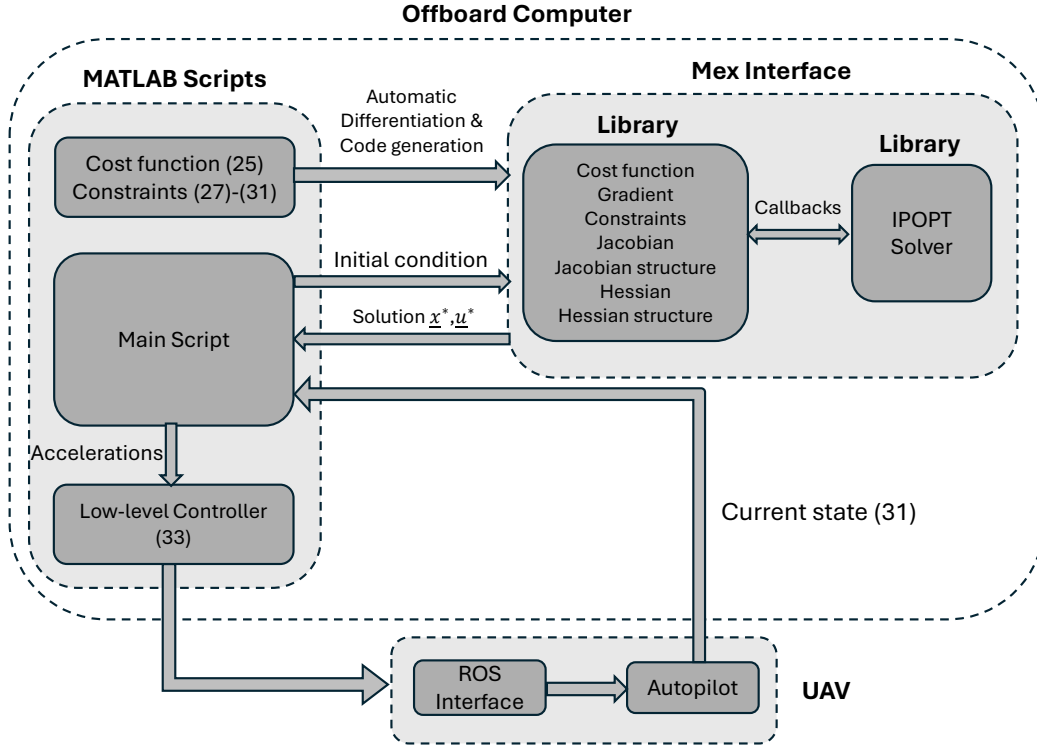 Offboard Computer
MATLAB Scripts
Cost function (25)
Constraints (27)-(31)
Automatic
Differentiation &
Code generation
Mex Interface
Library
Cost function
Gradient
Constraints
Jacobian
Jacobian structure
Hessian
Hessian structure
Callbacks
Library
IPOPT
Solver
Main Script
Initial condition
Solution x*,u*
Accelerations
Low-level Controller
(33)
Current state (31)
ROS
Interface
Autopilot
UAV